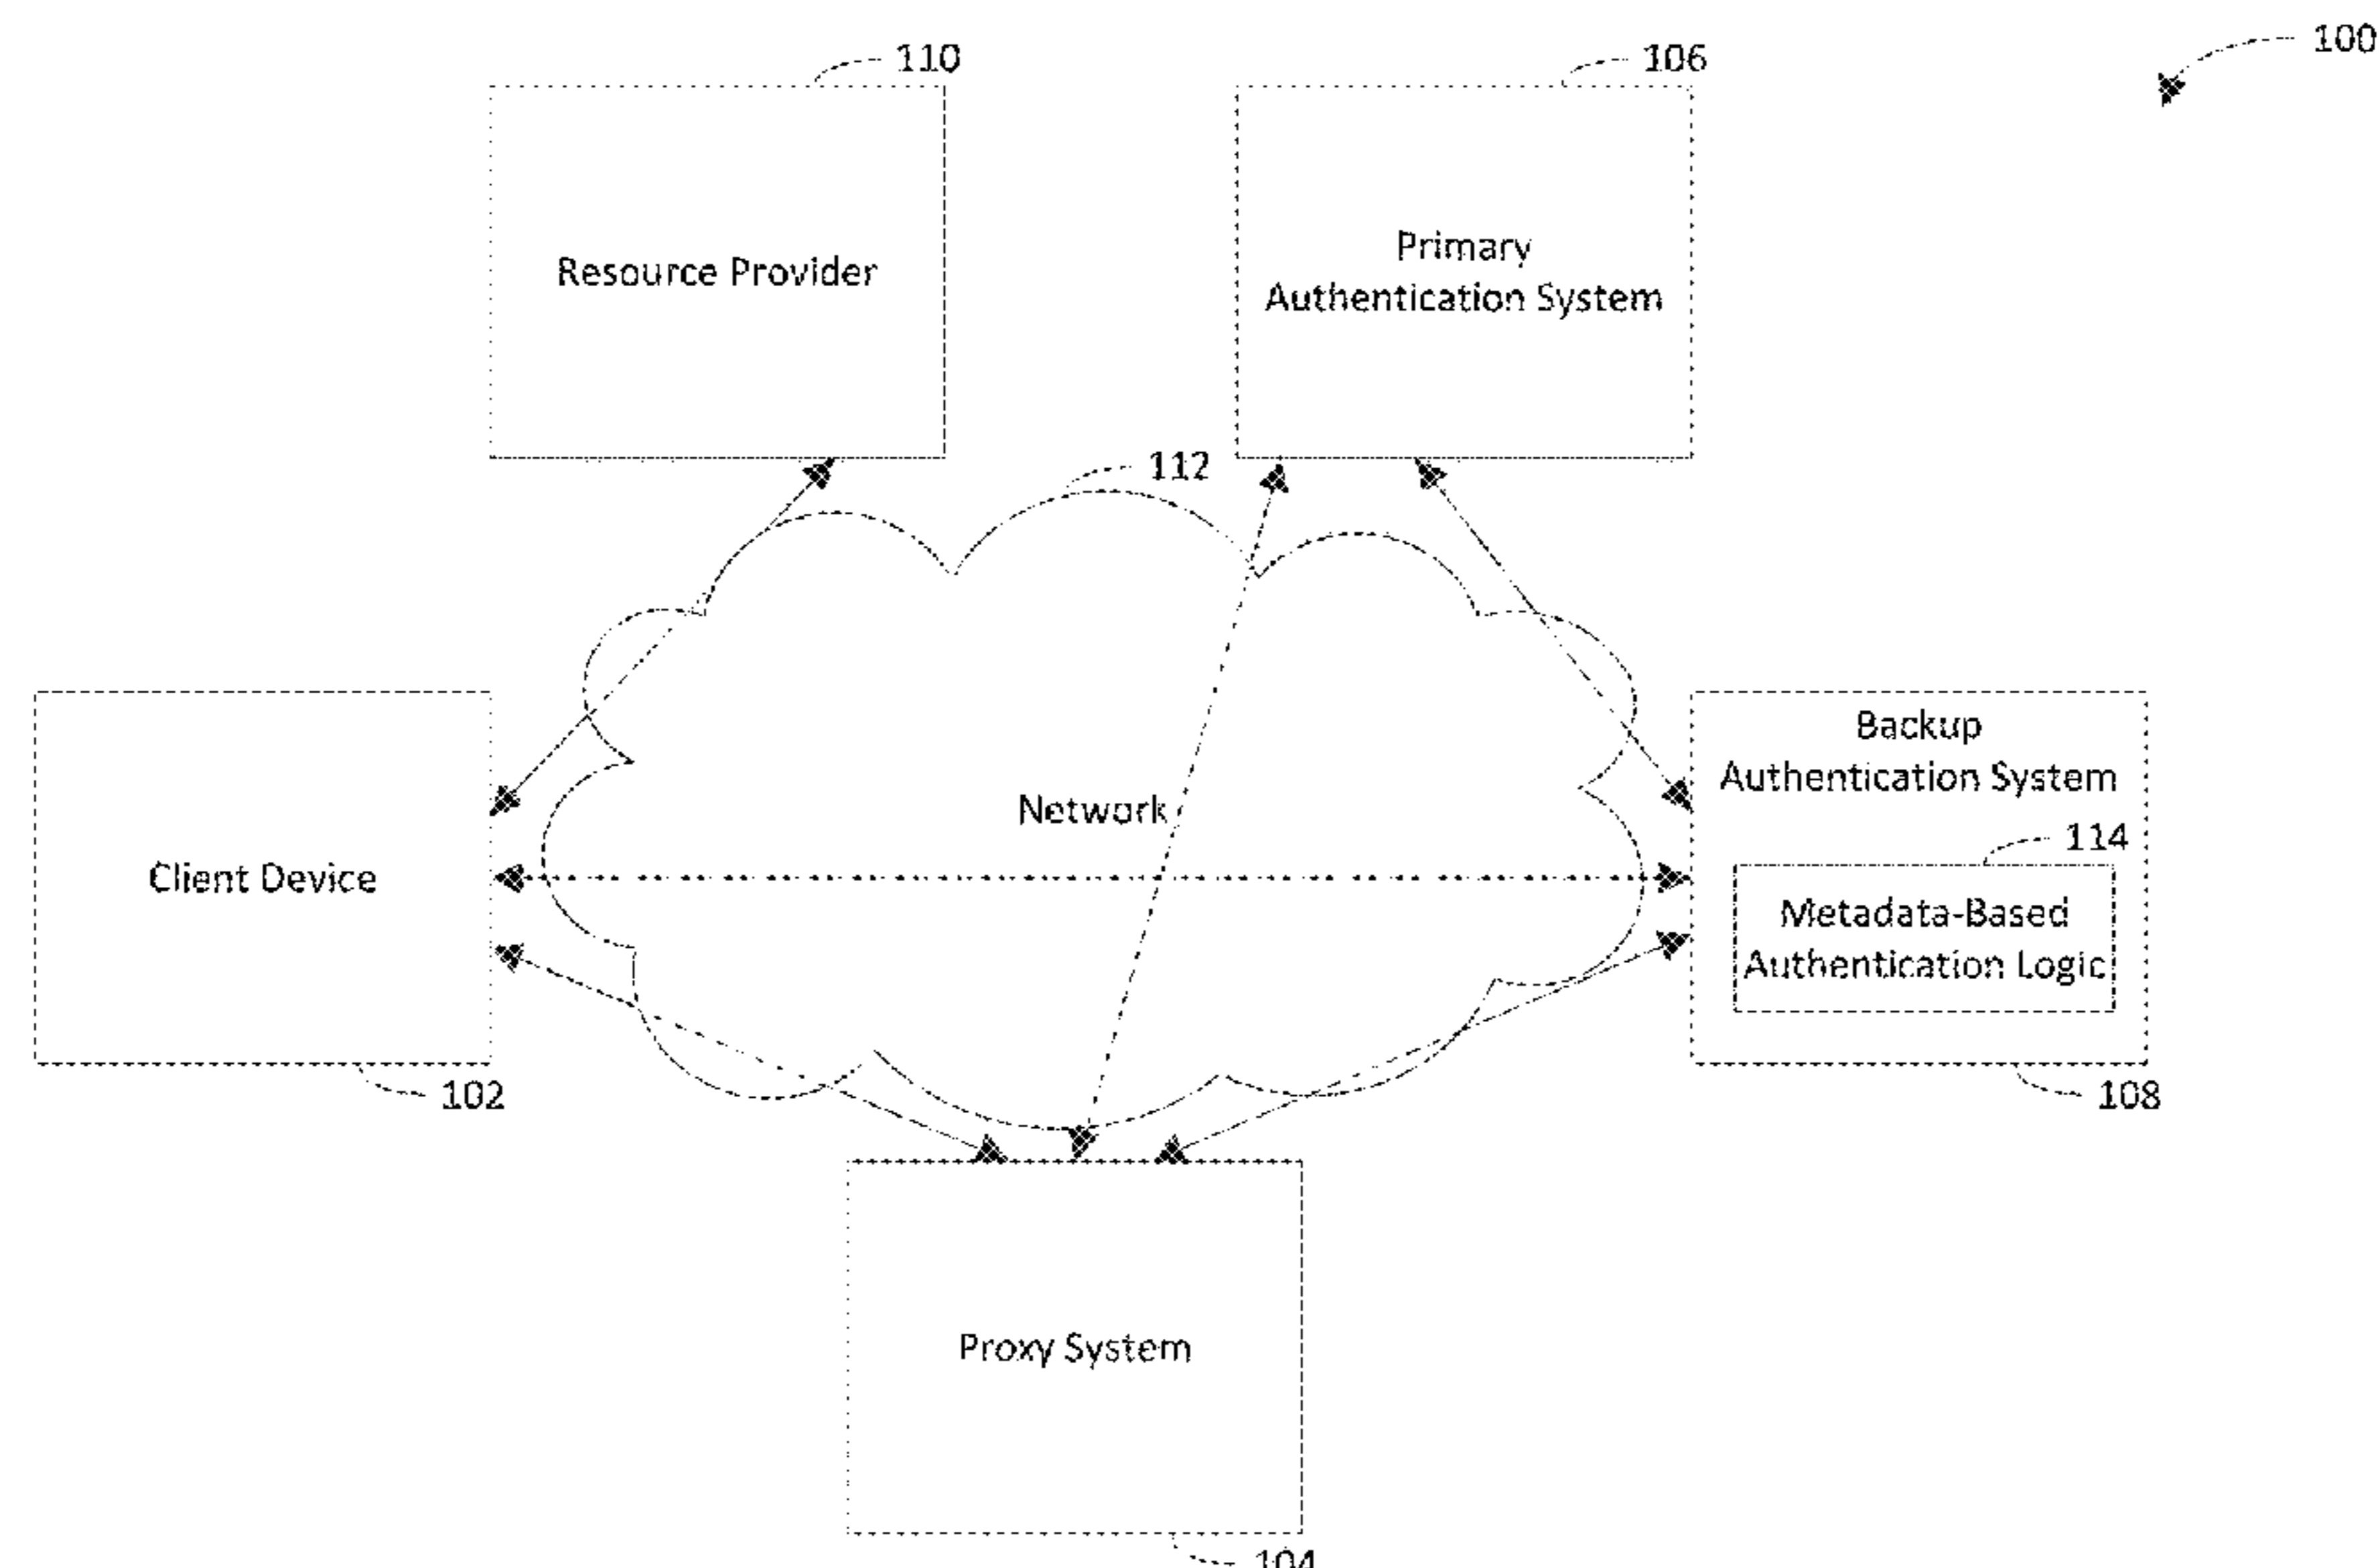 110
106
100
Resource Provider
Primary
Authentication System
112
Network
Client Device
Backup
Authentication System
114
Metadata-Based
Authentication Logic
102
108
Proxy System
104